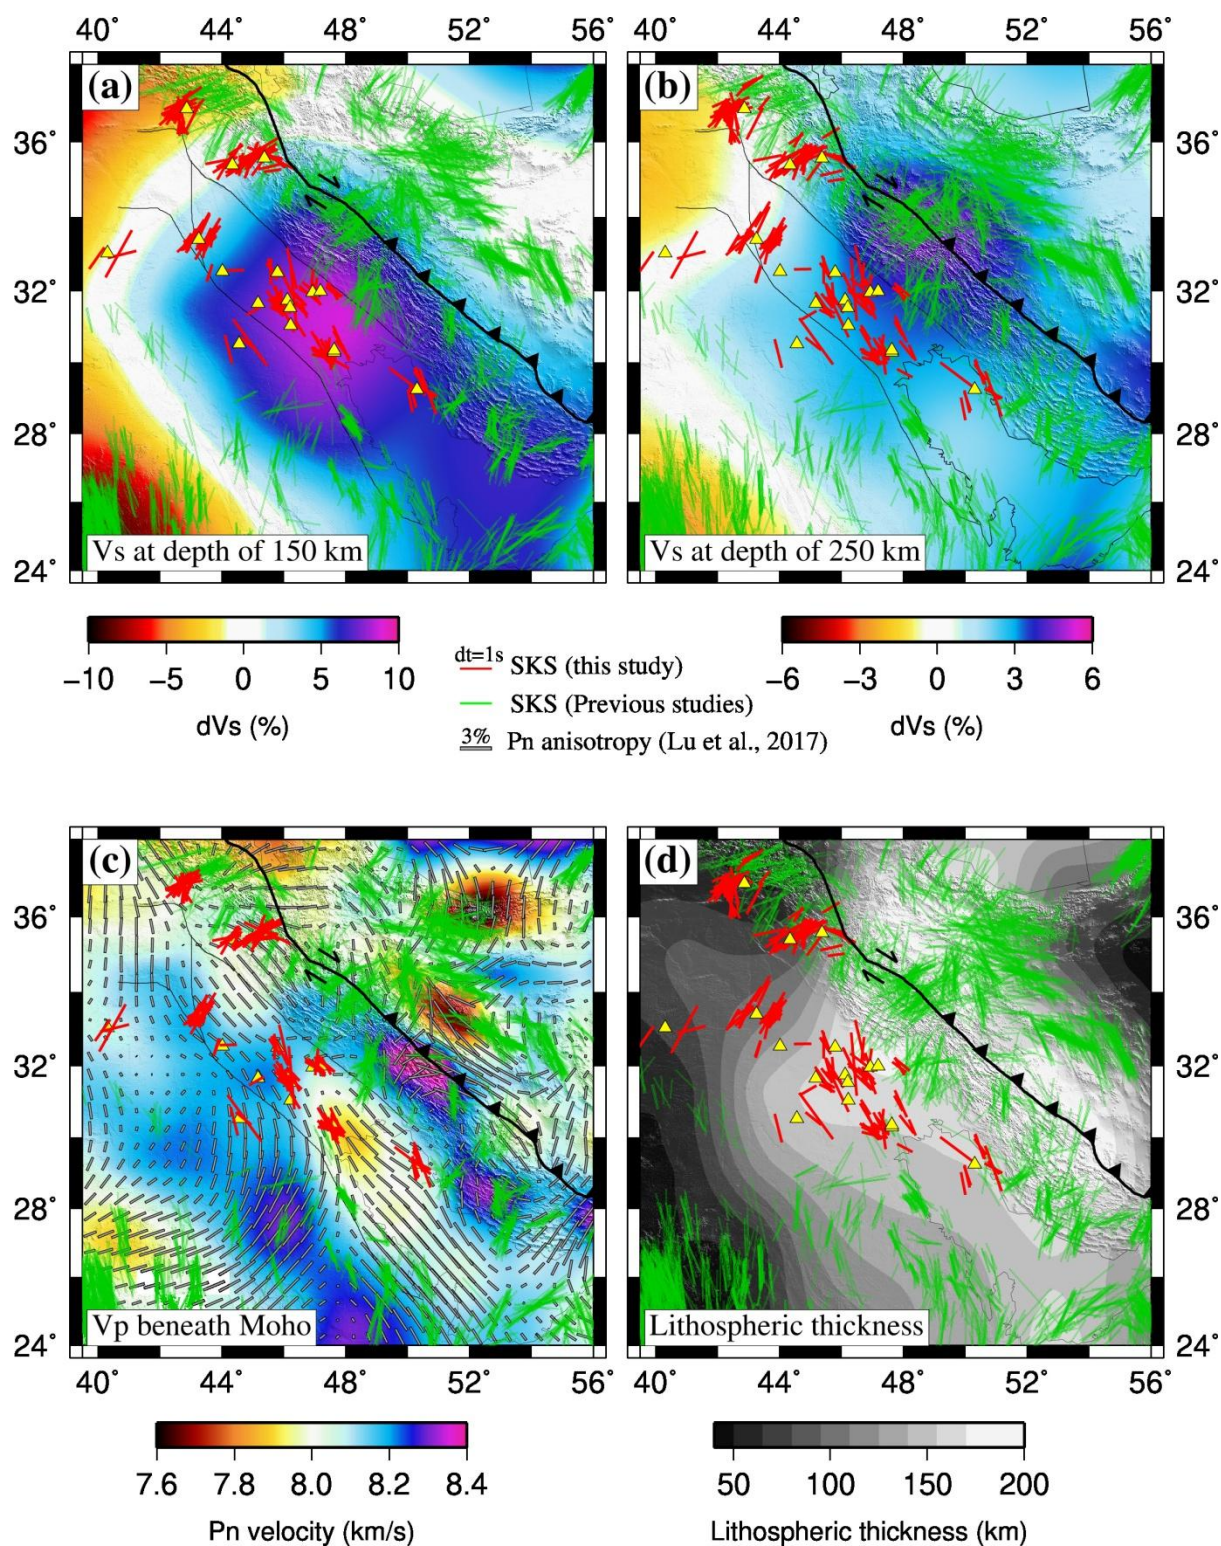 40˚ 44˚ 48˚ 52˚ 56˚ 40˚ 44˚ 48˚ 52˚ 56˚
(a) (b)
36˚ 36˚
32˚ 32˚
28˚ 28˚
Vs at depth of 150 km Vs at depth of 250 km
24˚ 24˚
−10 −5 0 5 10
dVs (%)
dt=1s SKS (this study)
SKS (Previous studies)
3% Pn anisotropy (Lu et al., 2017)
−6 −3 0 3 6
dVs (%)
(c) (d)
36˚ 36˚
32˚ 32˚
28˚ 28˚
Vp beneath Moho Lithospheric thickness
24˚ 24˚
40˚ 44˚ 48˚ 52˚ 56˚ 40˚ 44˚ 48˚ 52˚ 56˚
7.6 7.8 8.0 8.2 8.4
Pn velocity (km/s)
50 100 150 200
Lithospheric thickness (km)